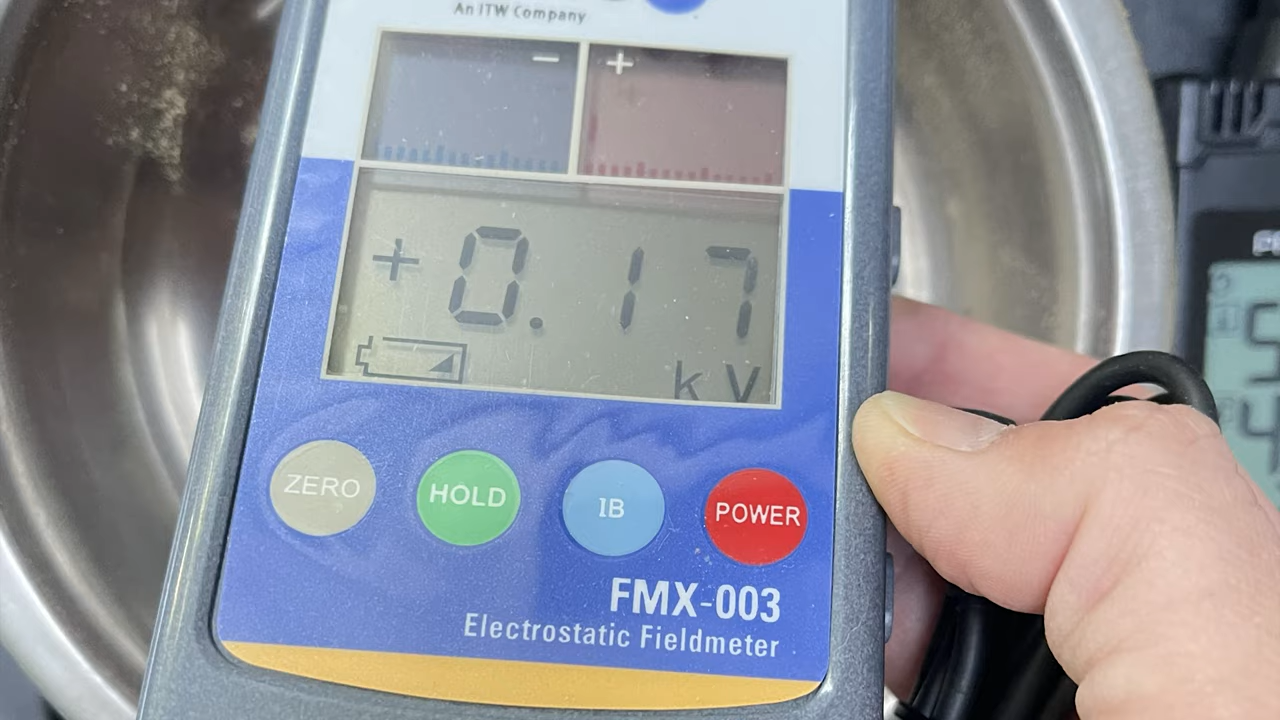 An ITW Company
− +
+0.17
kV
ZERO HOLD IB POWER
FMX-003
Electrostatic Fieldmeter